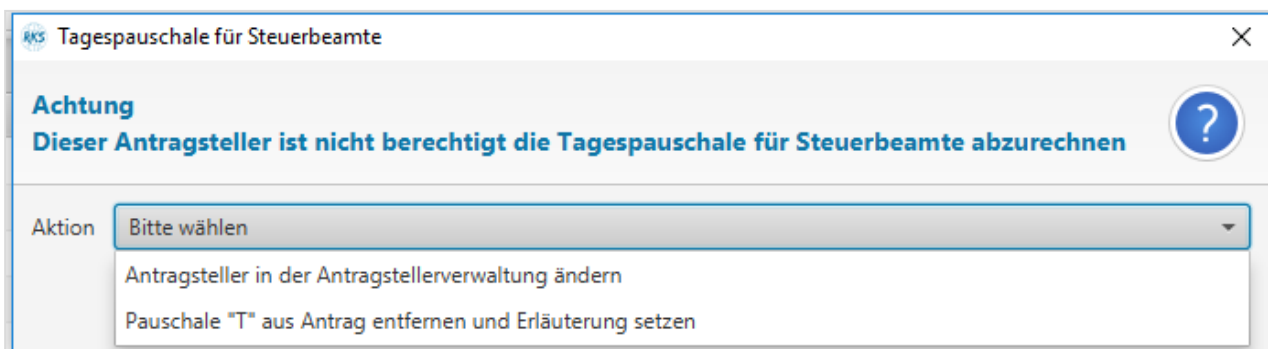 RKS Tagespauschale für Steuerbeamte
Achtung
Dieser Antragsteller ist nicht berechtigt die Tagespauschale für Steuerbeamte abzurechnen
?
Aktion Bitte wählen
Antragsteller in der Antragstellerverwaltung ändern
Pauschale "T" aus Antrag entfernen und Erläuterung setzen